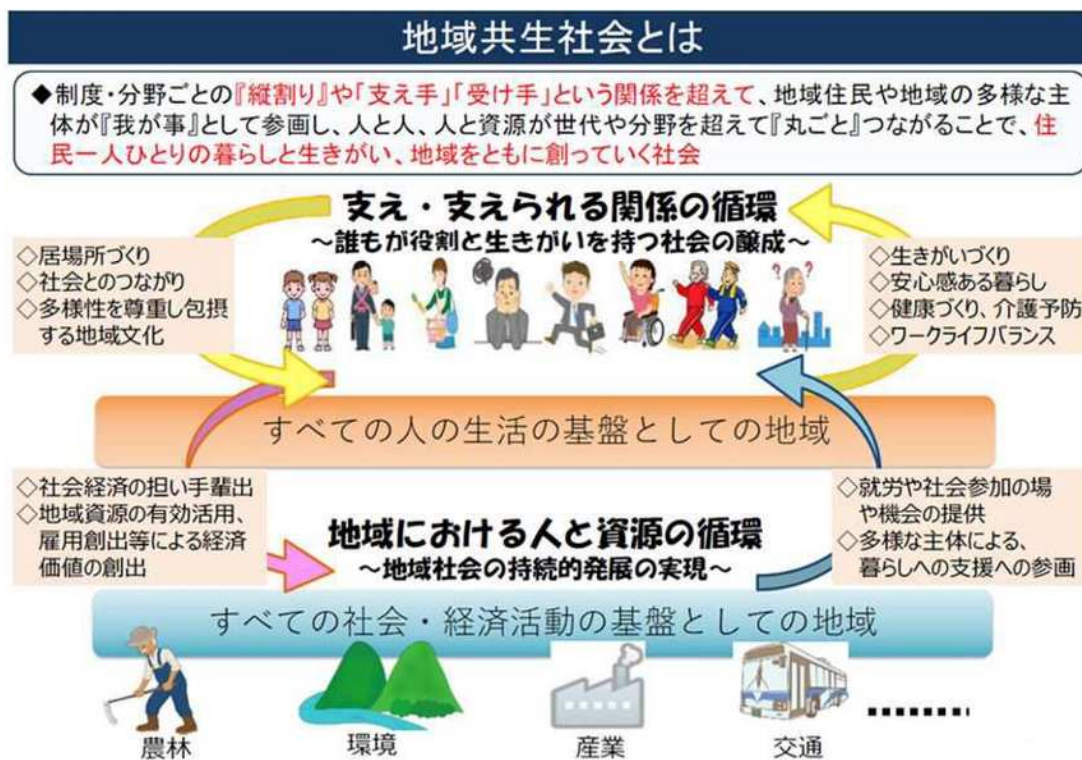 地域共生社会とは
◆制度・分野ごとの『縦割り』や「支え手」「受け手」という関係を超えて、地域住民や地域の多様な主
体が『我が事』として参画し、人と人、人と資源が世代や分野を超えて『丸ごと』つながることで、住
民一人ひとりの暮らしと生きがい、地域をともに創っていく社会
支え・支えられる関係の循環
～誰もが役割と生きがいを持つ社会の醸成～
◇居場所づくり
◇社会とのつながり
◇多様性を尊重し包摂
する地域文化
◇生きがいづくり
◇安心感ある暮らし
◇健康づくり、介護予防
◇ワークライフバランス
すべての人の生活の基盤としての地域
◇社会経済の担い手輩出
◇地域資源の有効活用、
雇用創出等による経済
価値の創出
地域における人と資源の循環
～地域社会の持続的発展の実現～
◇就労や社会参加の場
や機会の提供
◇多様な主体による、
暮らしへの支援への参画
すべての社会・経済活動の基盤としての地域
農林
環境
産業
交通